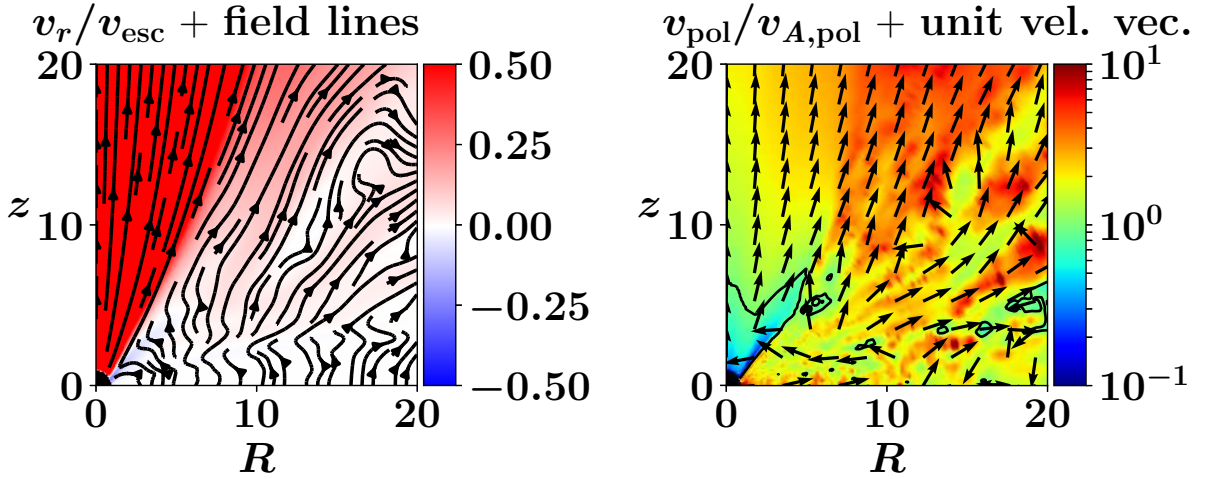 v_r/v_esc + field lines
20
10
0
z
0 10 20
R
0.50
0.25
0.00
−0.25
−0.50
v_pol/v_A,pol + unit vel. vec.
20
10
0
z
0 10 20
R
10^1
10^0
10^−1